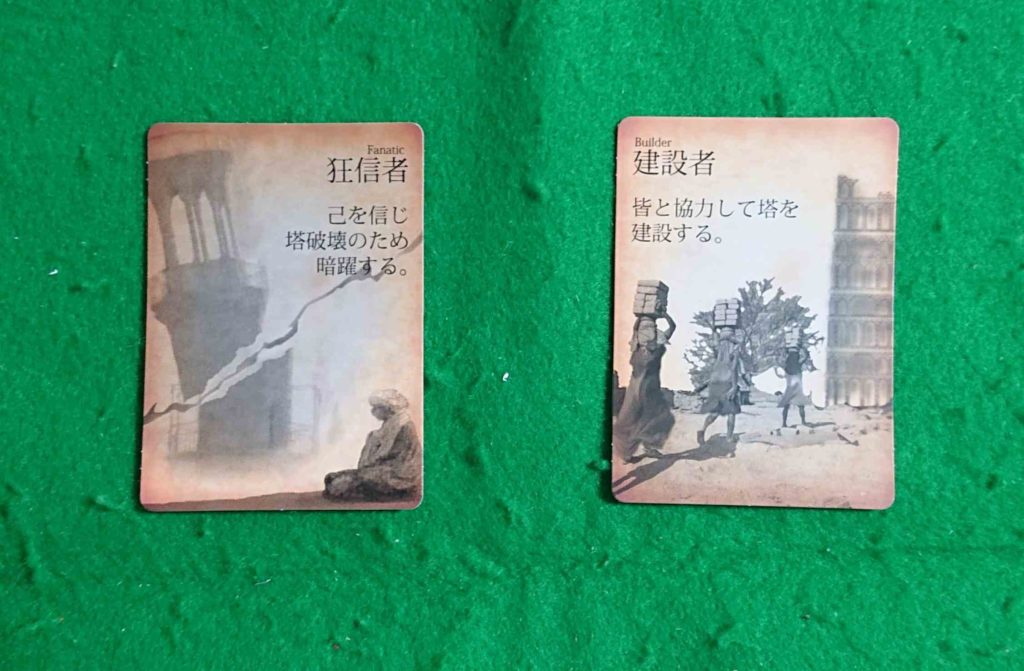 Fanatic
狂信者
己を信じ
塔破壊のため
暗躍する。
Builder
建設者
皆と協力して塔を
建設する。